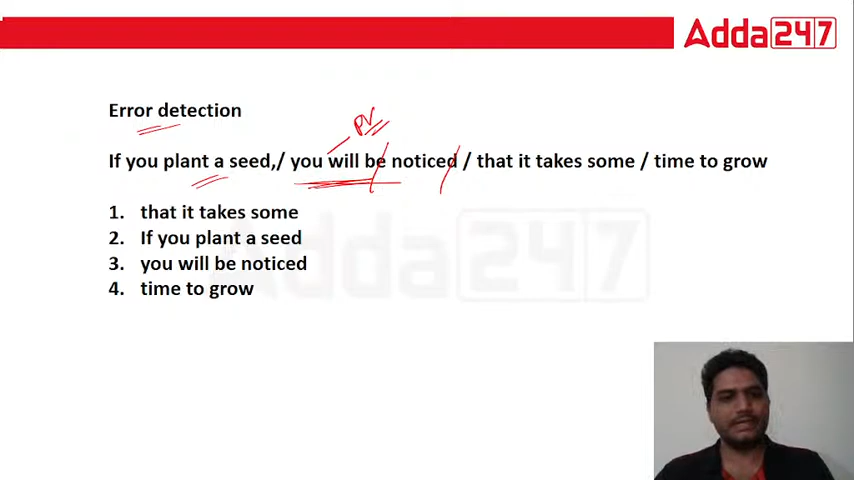 Adda247
Error detection
PV
If you plant a seed,/ you will be noticed / that it takes some / time to grow
1. that it takes some
2. If you plant a seed
3. you will be noticed
4. time to grow
Adda247